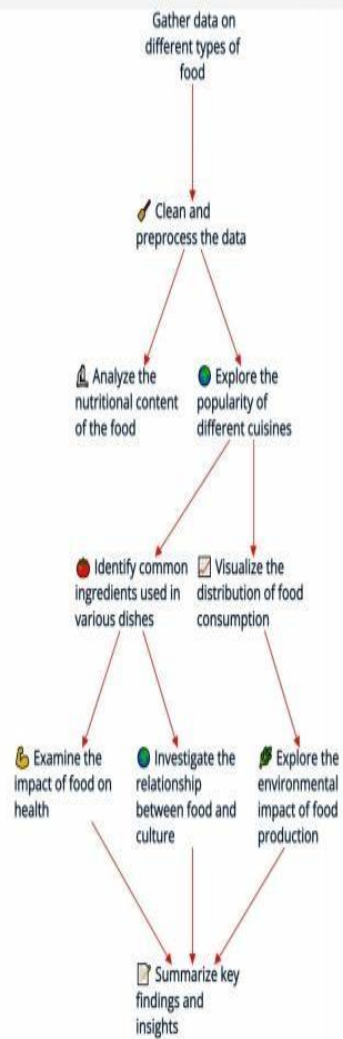 Gather data on
different types of
food
Clean and
preprocess the data
Analyze the
nutritional content
of the food
Explore the
popularity of
different cuisines
Identify common
ingredients used in
various dishes
Visualize the
distribution of food
consumption
Examine the
impact of food on
health
Investigate the
relationship
between food and
culture
Explore the
environmental
impact of food
production
Summarize key
findings and
insights